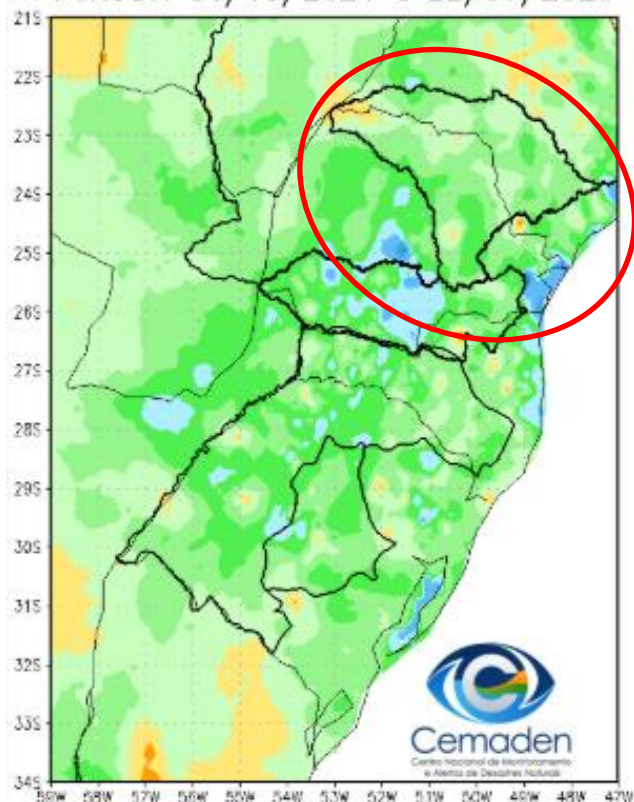 21S
22S
23S
24S
25S
26S
27S
28S
29S
30S
31S
32S
33S
34S
59W 58W 57W 56W 55W 54W 53W 52W 51W 50W 49W 48W 47W
Cemaden
Centro Nacional de Monitoramento
e Alertas de Desastres Naturais